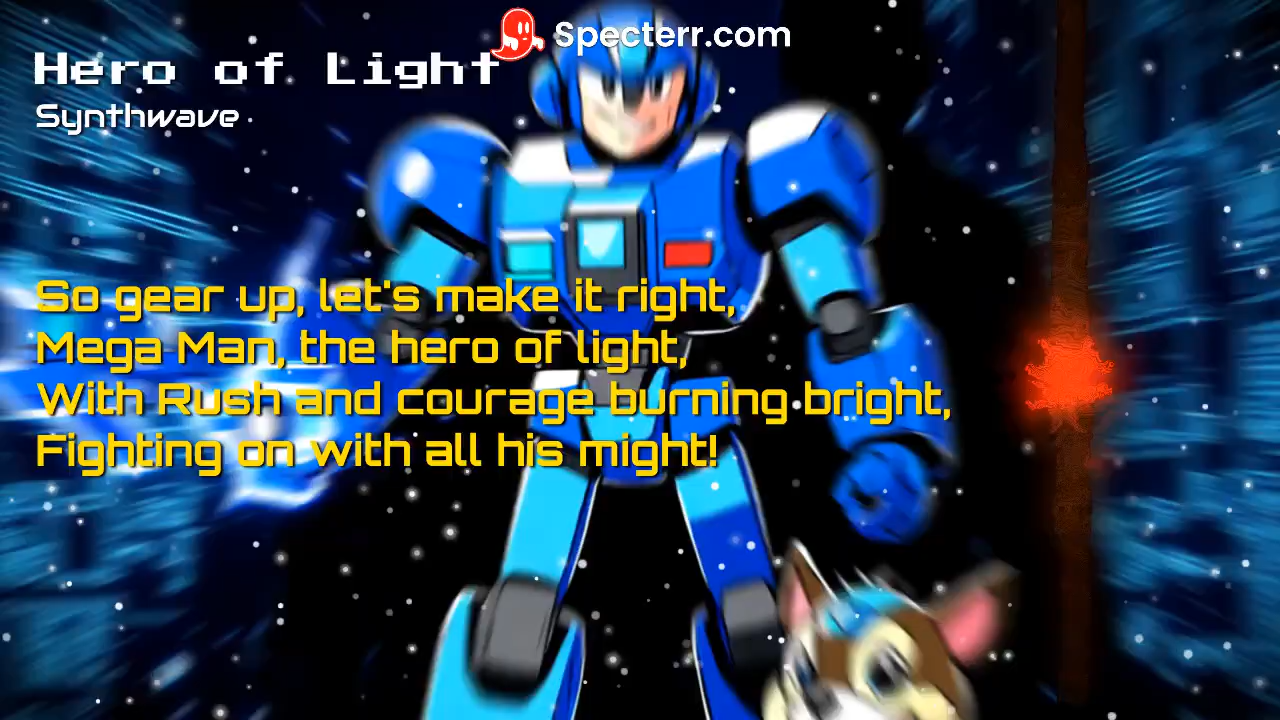 Specterr.com
Hero of Light
Synthwave
So gear up, let's make it right,
Mega Man, the hero of light,
With Rush and courage burning bright,
Fighting on with all his might!